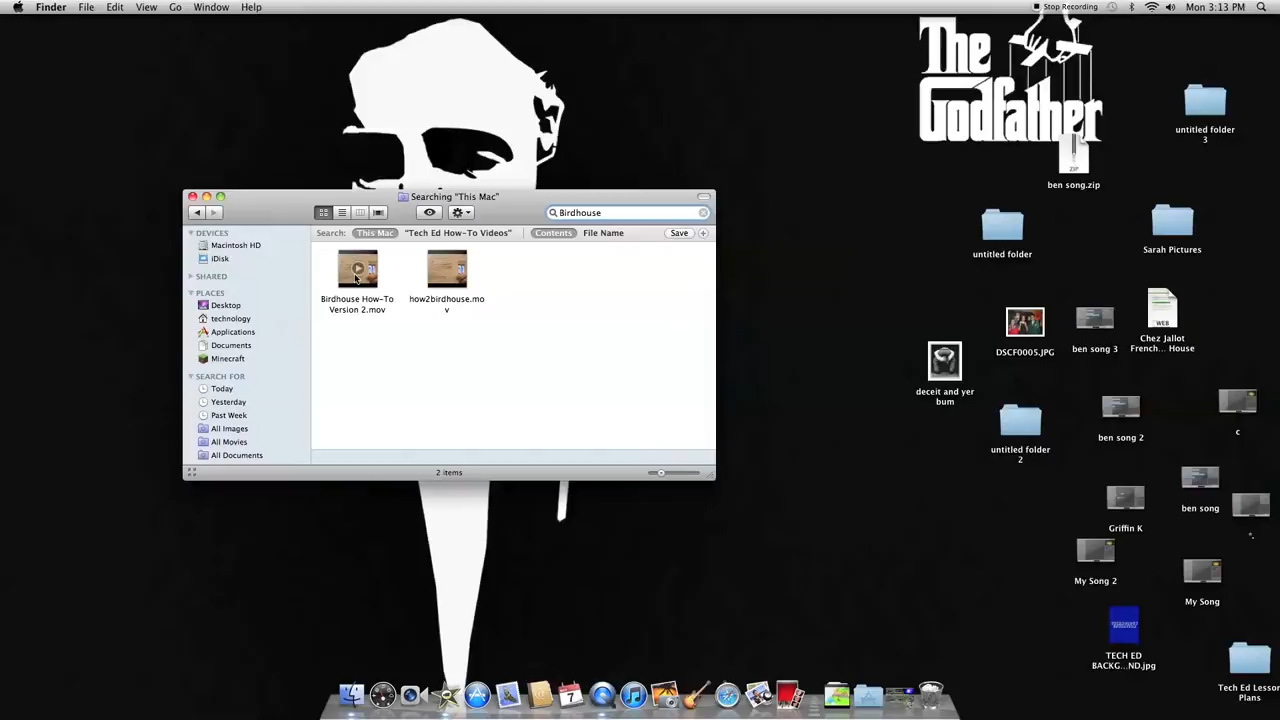 Finder File Edit View Go Window Help
Stop Recording Mon 3:13 PM
The
Godfather
untitled folder
3
ZIP
ben song.zip
untitled folder
Sarah Pictures
DSCF0005.JPG
ben song 3
WEB
Chez Jallot
French... House
deceit and yer
bum
untitled folder
2
ben song 2
c
Griffin K
ben song
*.
My Song 2
My Song
TECH ED
BACKG...ND.jpg
Tech Ed Lesson
Plans
Searching "This Mac"
Birdhouse
Search: This Mac "Tech Ed How-To Videos" Contents File Name Save
DEVICES
Macintosh HD
iDisk
SHARED
PLACES
Desktop
technology
Applications
Documents
Minecraft
SEARCH FOR
Today
Yesterday
Past Week
All Images
All Movies
All Documents
Birdhouse How-To
Version 2.mov
how2birdhouse.mo
v
2 items
7